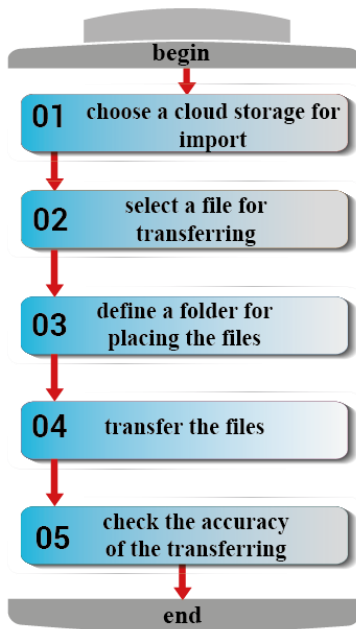 begin
01
choose a cloud storage for
import
02
select a file for
transferring
03
define a folder for
placing the files
04
transfer the files
05
check the accuracy
of the transferring
end